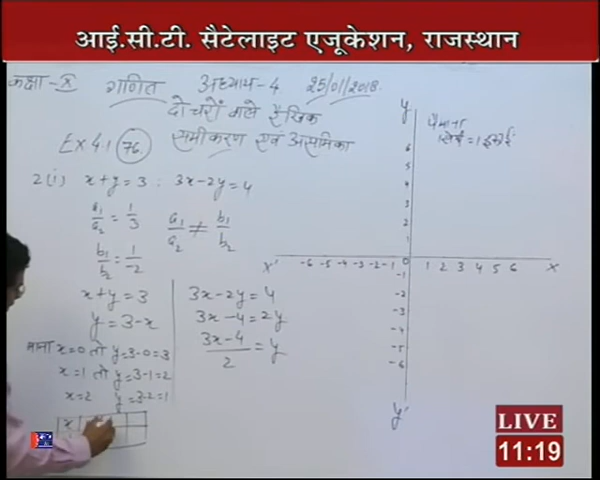 आई.सी.टी. सैटेलाइट एजूकेशन, राजस्थान
कक्षा-X गणित अध्याय-4 25/01/2018
दो चरों वाले रैखिक
समीकरण एवं असमिका
Ex 4.1 76
2(i) x+y=3 : 3x-2y=4
a1/a2 = 1/3 a1/a2 ≠ b1/b2
b1/b2 = 1/-2
x+y=3
y=3-x
माना x=0 तो y=3-0=3
x=1 तो y=3-1=2
x=2 y=3-2=1
x
3x-2y=4
3x-4=2y
3x-4/2 = y
y
पैमाना
=1 इकाई
6
5
4
3
2
1
X' -6 -5 -4 -3 -2 -1 0 1 2 3 4 5 6 X
-1
-2
-3
-4
-5
-6
y'
LIVE
11:19